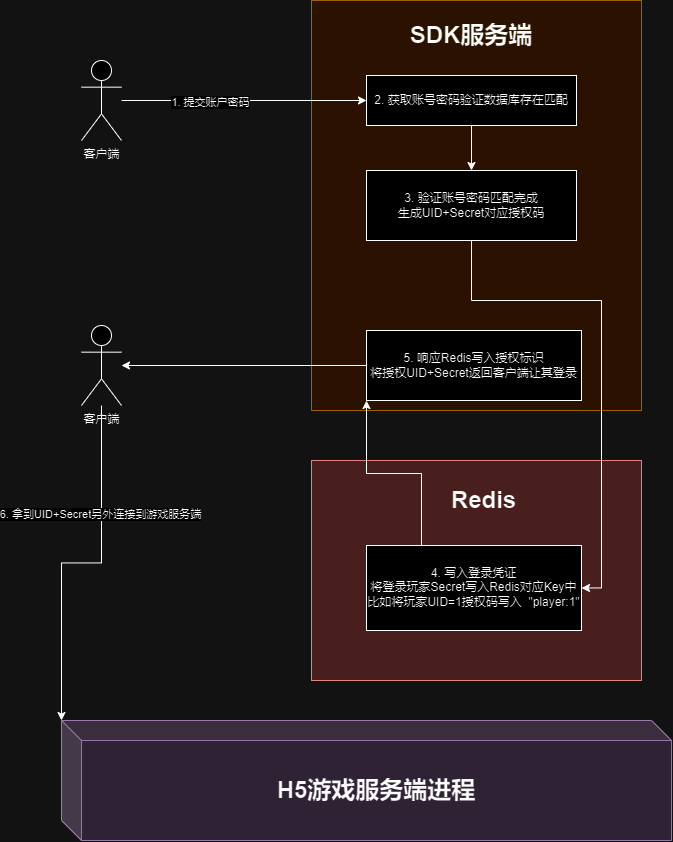 SDK服务端
1. 提交账户密码
2. 获取账号密码验证数据库存在匹配
客户端
3. 验证账号密码匹配完成
生成UID+Secret对应授权码
5. 响应Redis写入授权标识
将授权UID+Secret返回客户端让其登录
客户端
Redis
6. 拿到UID+Secret另外连接到游戏服务端
4. 写入登录凭证
将登录玩家Secret写入Redis对应Key中
比如将玩家UID=1授权码写入 "player:1"
H5游戏服务端进程